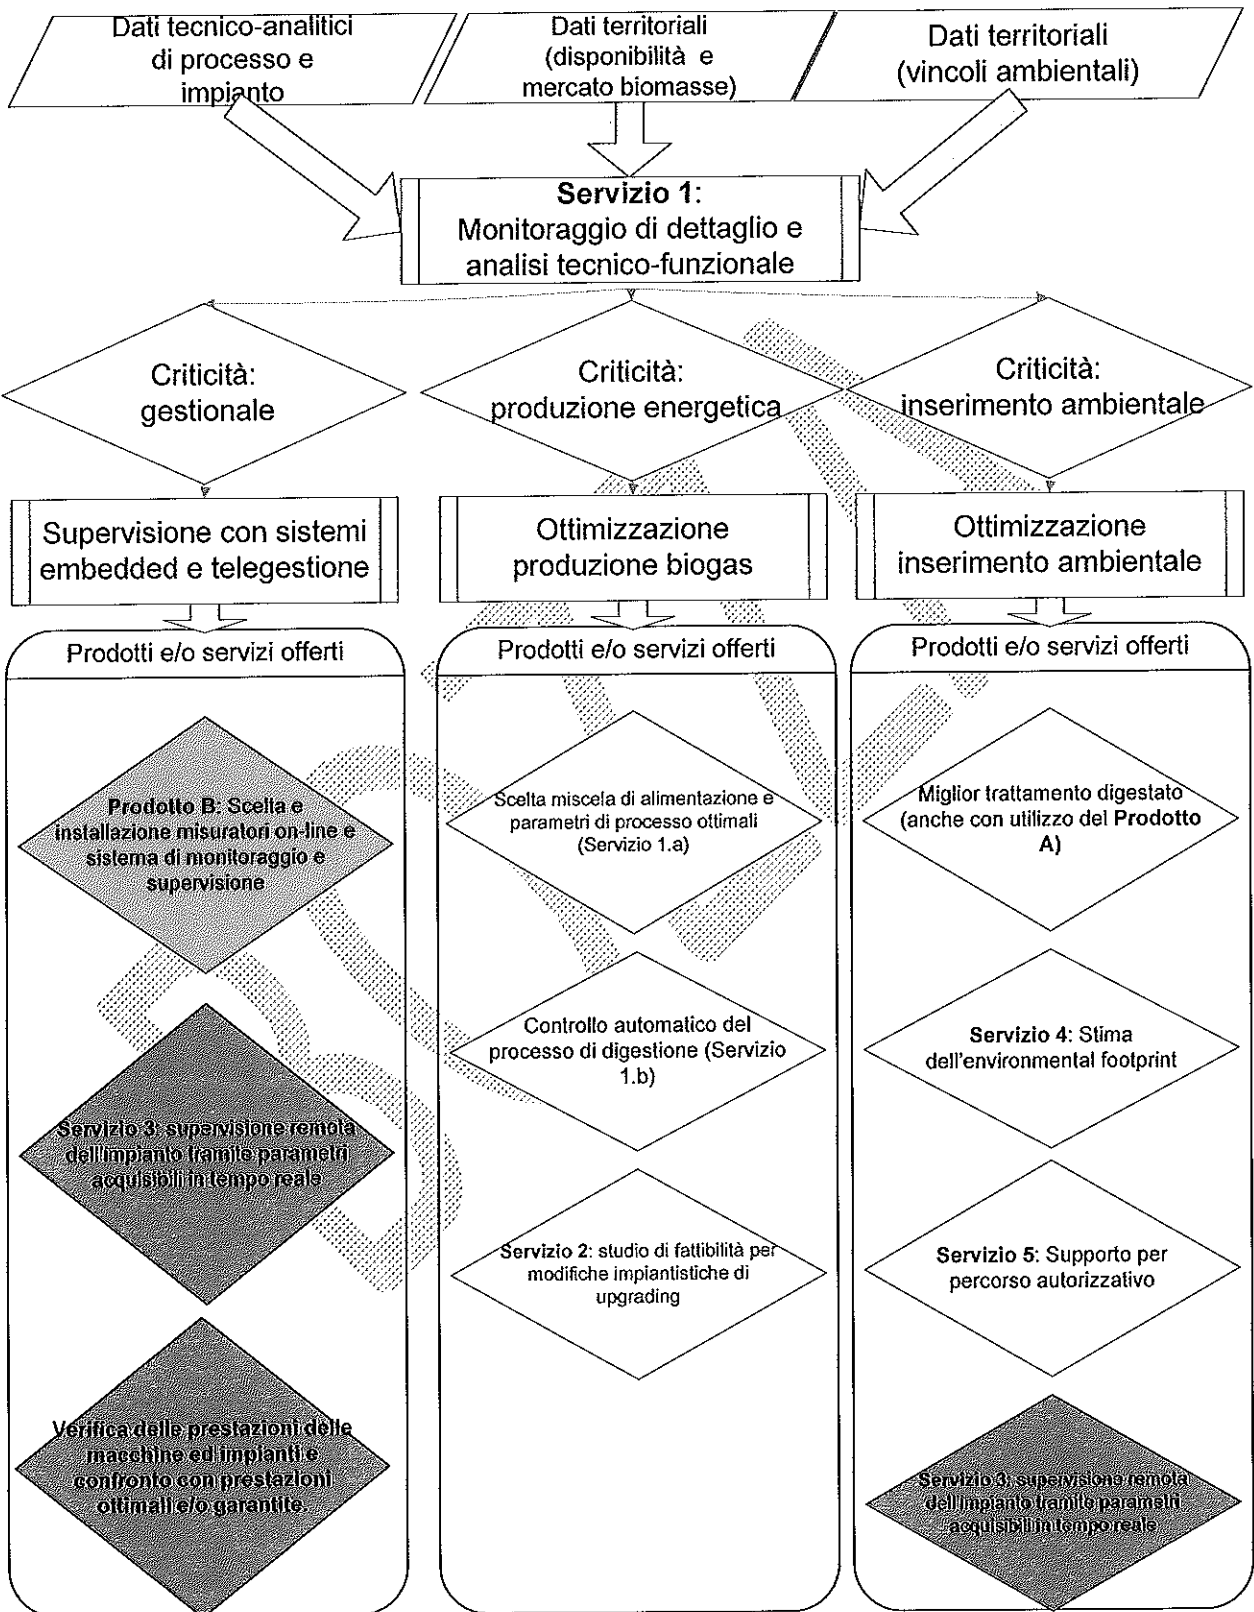 Dati tecnico-analitici
di processo e
impianto
Dati territoriali
(disponibilità e
mercato biomasse)
Dati territoriali
(vincoli ambientali)
Servizio 1:
Monitoraggio di dettaglio e
analisi tecnico-funzionale
Criticità:
gestionale
Criticità:
produzione energetica
Criticità:
inserimento ambientale
Supervisione con sistemi
embedded e telegestione
Ottimizzazione
produzione biogas
Ottimizzazione
inserimento ambientale
Prodotti e/o servizi offerti
Prodotto B: Scelta e
installazione misuratori on-line e
sistema di monitoraggio e
supervisione
Servizio 3: supervisione remota
dell'impianto tramite parametri
acquisibili in tempo reale
Verifica delle prestazioni delle
macchine ed impianti e
confronto con prestazioni
ottimali e/o garantite.
Prodotti e/o servizi offerti
Scelta miscela di alimentazione e
parametri di processo ottimali
(Servizio 1.a)
Controllo automatico del
processo di digestione (Servizio
1.b)
Servizio 2: studio di fattibilità per
modifiche impiantistiche di
upgrading
Prodotti e/o servizi offerti
Miglior trattamento digestato
(anche con utilizzo del Prodotto
A)
Servizio 4: Stima
dell'environmental footprint
Servizio 5: Supporto per
percorso autorizzativo
Servizio 3: supervisione remota
dell'impianto tramite parametri
acquisibili in tempo reale